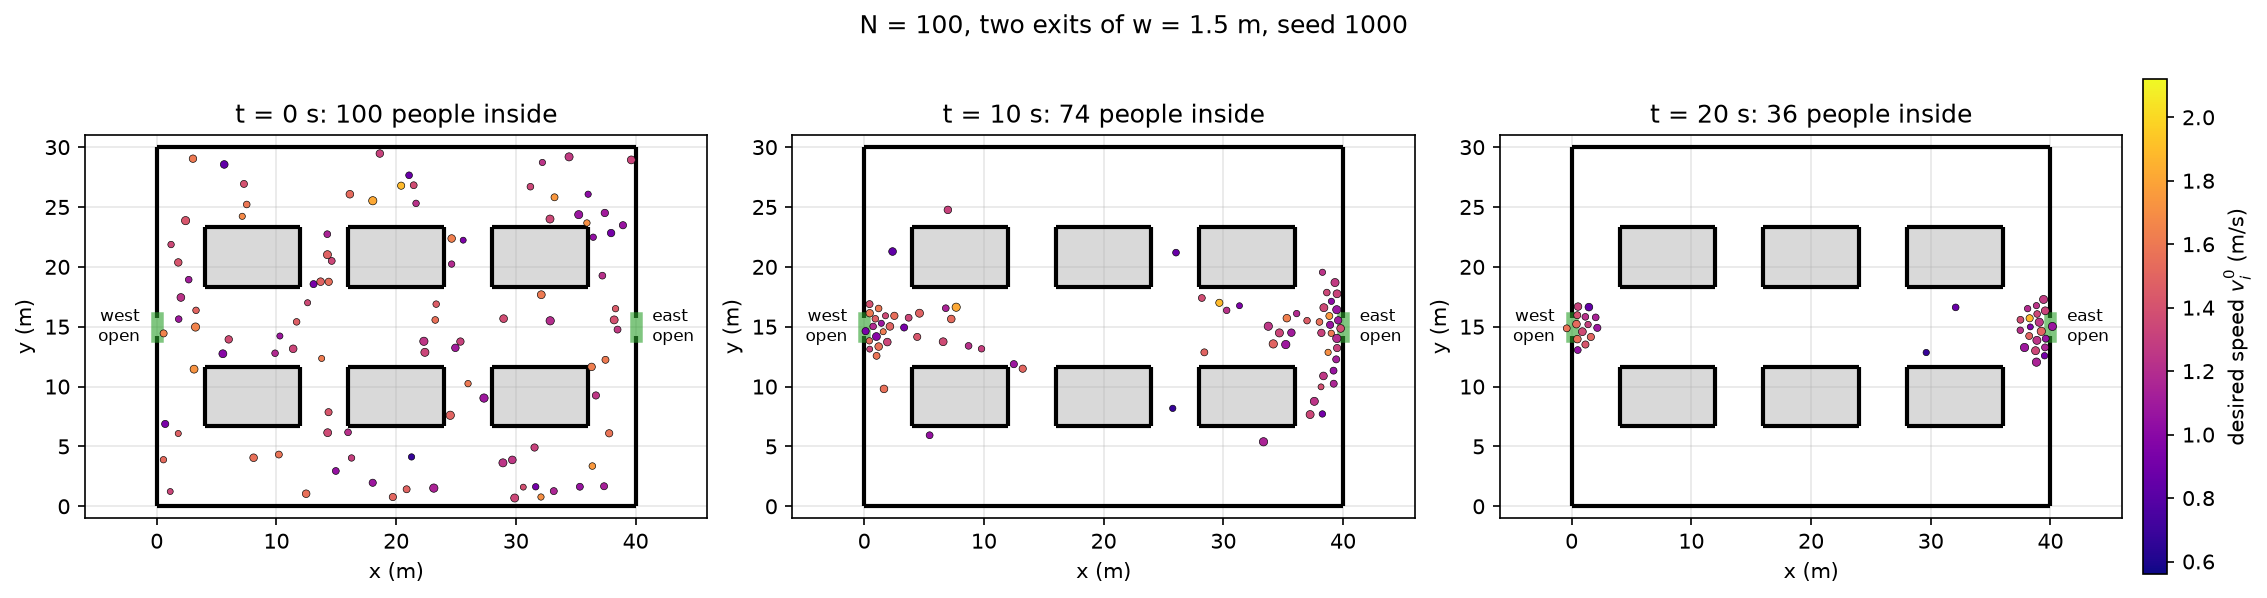 N = 100, two exits of w = 1.5 m, seed 1000
t = 0 s: 100 people inside
30
25
20
15
10
5
0
y (m)
west
open
east
open
0
10
20
30
40
x (m)
t = 10 s: 74 people inside
30
25
20
15
10
5
0
y (m)
west
open
east
open
0
10
20
30
40
x (m)
t = 20 s: 36 people inside
30
25
20
15
10
5
0
y (m)
west
open
east
open
0
10
20
30
40
x (m)
2.0
1.8
1.6
1.4
1.2
1.0
0.8
0.6
desired speed v_i^0 (m/s)